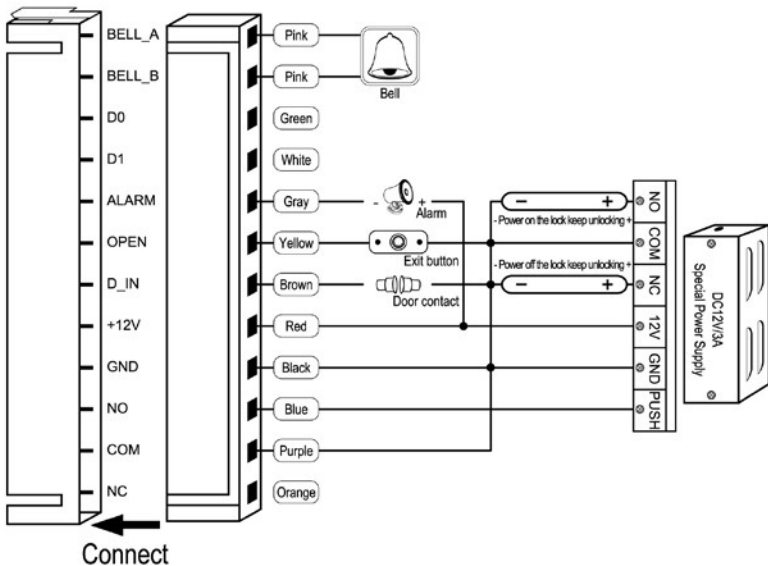 BELL_A
Pink
BELL_B
Pink
Bell
D0
Green
D1
White
ALARM
Gray
- +
Alarm
- +
NO
- Power on the lock keep unlocking +
OPEN
Yellow
Exit button
COM
- Power off the lock keep unlocking +
D_IN
Brown
Door contact
- +
NC
+12V
Red
12V
GND
Black
GND
NO
Blue
PUSH
COM
Purple
NC
Orange
DC12V/3A
Special Power Supply
Connect